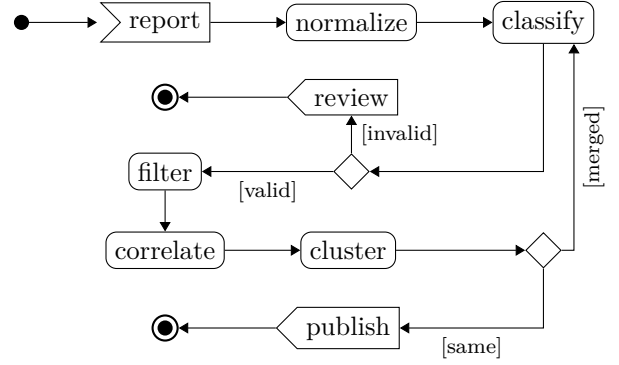 report
normalize
classify
review
[invalid]
[merged]
filter
[valid]
correlate
cluster
publish
[same]